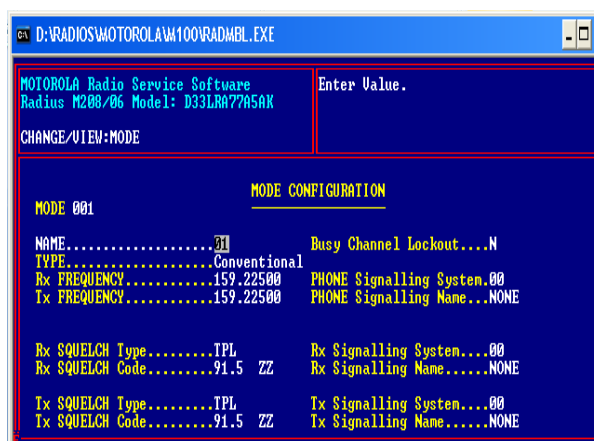 D:\RADIOS\MOTOROLA\M100\RADMBL.EXE
MOTOROLA Radio Service Software
Radius M208/06 Model: D33LRA77A5AK
CHANGE/VIEW:MODE
Enter Value.
MODE CONFIGURATION
MODE 001
NAME...................01 Busy Channel Lockout....N
TYPE...................Conventional
Rx FREQUENCY...........159.22500 PHONE Signalling System.00
Tx FREQUENCY...........159.22500 PHONE Signalling Name...NONE
Rx SQUELCH Type........TPL Rx Signalling System....00
Rx SQUELCH Code........91.5 ZZ Rx Signalling Name......NONE
Tx SQUELCH Type........TPL Tx Signalling System....00
Tx SQUELCH Code........91.5 ZZ Tx Signalling Name......NONE